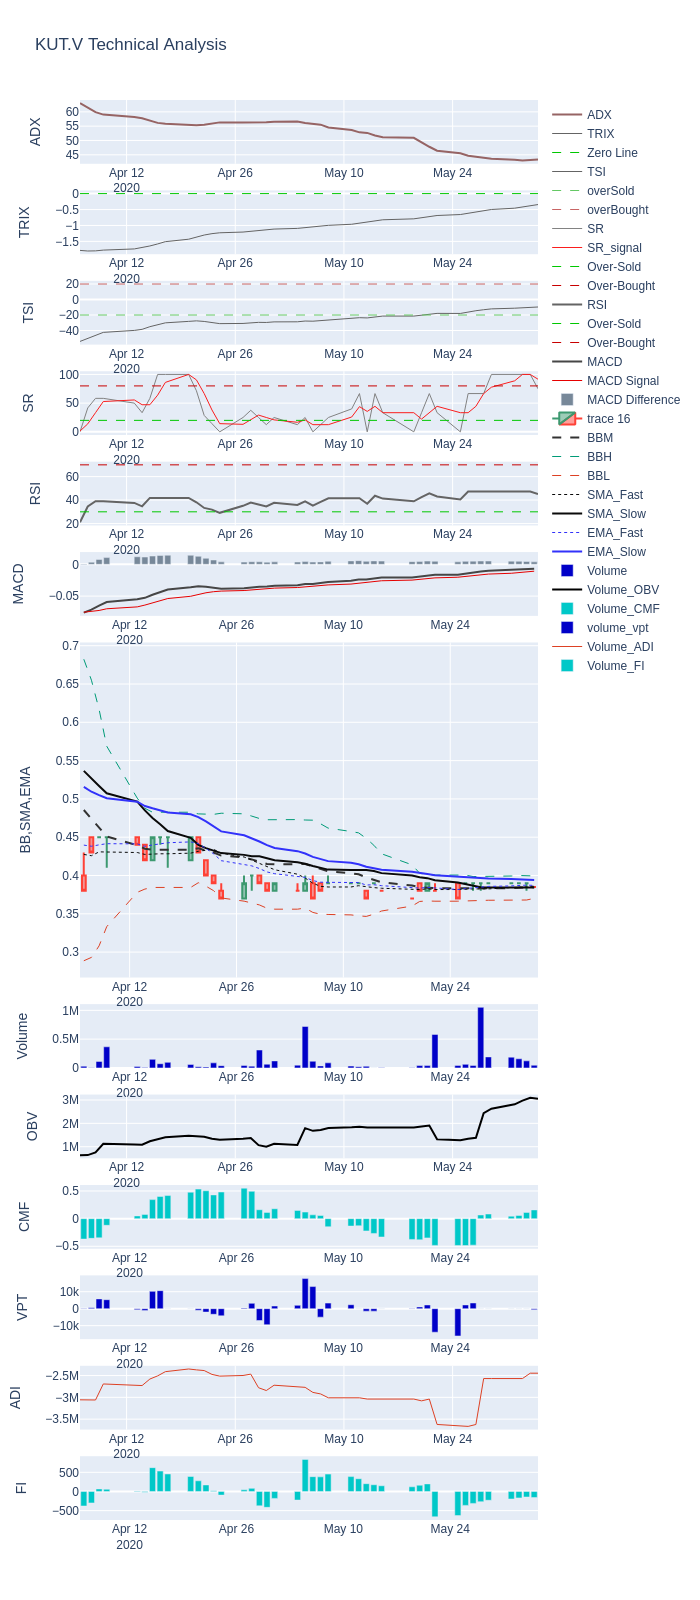 KUT.V Technical Analysis
ADX
60
55
50
45
Apr 12
2020
Apr 26
May 10
May 24
TRIX
0
−0.5
−1
−1.5
Apr 12
2020
Apr 26
May 10
May 24
TSI
20
0
−20
−40
Apr 12
2020
Apr 26
May 10
May 24
SR
100
50
0
Apr 12
2020
Apr 26
May 10
May 24
RSI
60
40
20
Apr 12
2020
Apr 26
May 10
May 24
MACD
0
−0.05
Apr 12
2020
Apr 26
May 10
May 24
BB,SMA,EMA
0.7
0.65
0.6
0.55
0.5
0.45
0.4
0.35
0.3
Apr 12
2020
Apr 26
May 10
May 24
Volume
1M
0.5M
0
Apr 12
2020
Apr 26
May 10
May 24
OBV
3M
2M
1M
Apr 12
2020
Apr 26
May 10
May 24
CMF
0.5
0
−0.5
Apr 12
2020
Apr 26
May 10
May 24
VPT
10k
0
−10k
Apr 12
2020
Apr 26
May 10
May 24
ADI
−2.5M
−3M
−3.5M
Apr 12
2020
Apr 26
May 10
May 24
FI
500
0
−500
Apr 12
2020
Apr 26
May 10
May 24
ADX
TRIX
Zero Line
TSI
overSold
overBought
SR
SR_signal
Over-Sold
Over-Bought
RSI
Over-Sold
Over-Bought
MACD
MACD Signal
MACD Difference
trace 16
BBM
BBH
BBL
SMA_Fast
SMA_Slow
EMA_Fast
EMA_Slow
Volume
Volume_OBV
Volume_CMF
volume_vpt
Volume_ADI
Volume_FI